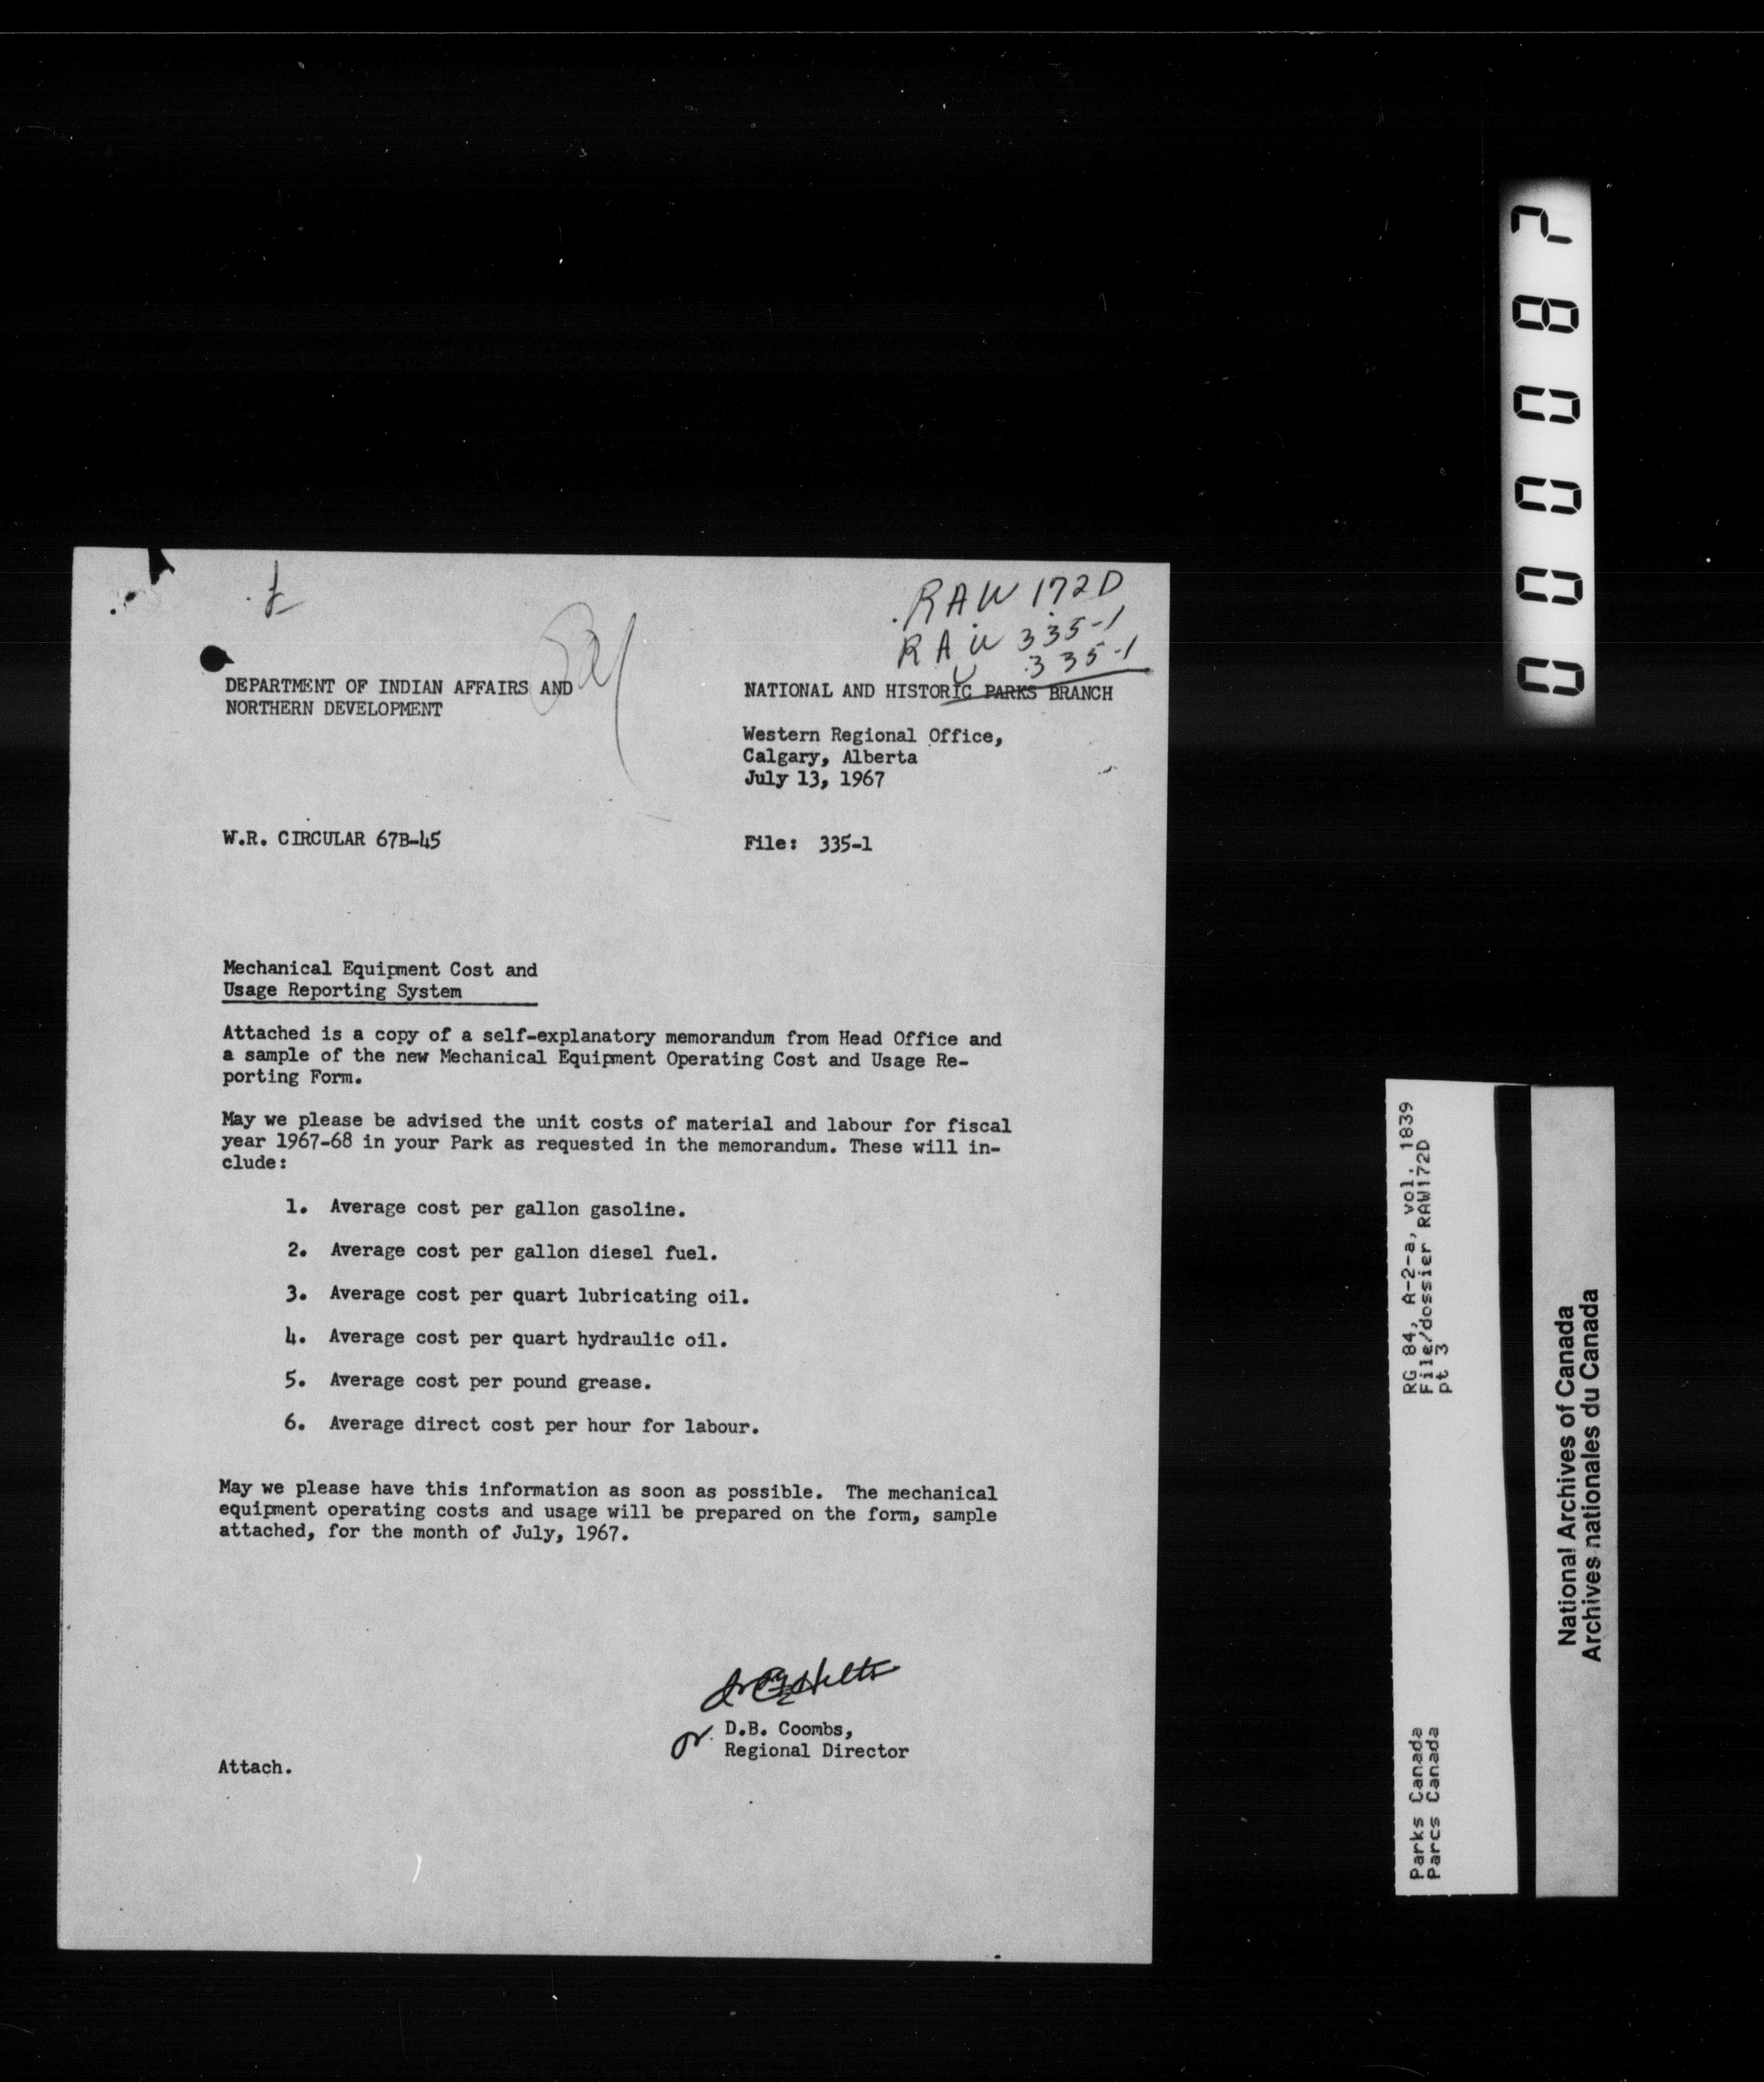 RAW 172D
RAW 335-1
U 335-1
DEPARTMENT OF INDIAN AFFAIRS AND
NORTHERN DEVELOPMENT
NATIONAL AND HISTORIC PARKS BRANCH
Western Regional Office,
Calgary, Alberta
July 13, 1967
W.R. CIRCULAR 67B-45
File: 335-1
Mechanical Equipment Cost and
Usage Reporting System
Attached is a copy of a self-explanatory memorandum from Head Office and
a sample of the new Mechanical Equipment Operating Cost and Usage Re-
porting Form.
May we please be advised the unit costs of material and labour for fiscal
year 1967-68 in your Park as requested in the memorandum. These will in-
clude:
1. Average cost per gallon gasoline.
2. Average cost per gallon diesel fuel.
3. Average cost per quart lubricating oil.
4. Average cost per quart hydraulic oil.
5. Average cost per pound grease.
6. Average direct cost per hour for labour.
May we please have this information as soon as possible. The mechanical
equipment operating costs and usage will be prepared on the form, sample
attached, for the month of July, 1967.
D.B. Coombs,
Regional Director
Attach.
000087
RG 84, A-2-a, vol. 1839
File/dossier RAW172D
pt 3
Parks Canada
Parcs Canada
National Archives of Canada
Archives nationales du Canada